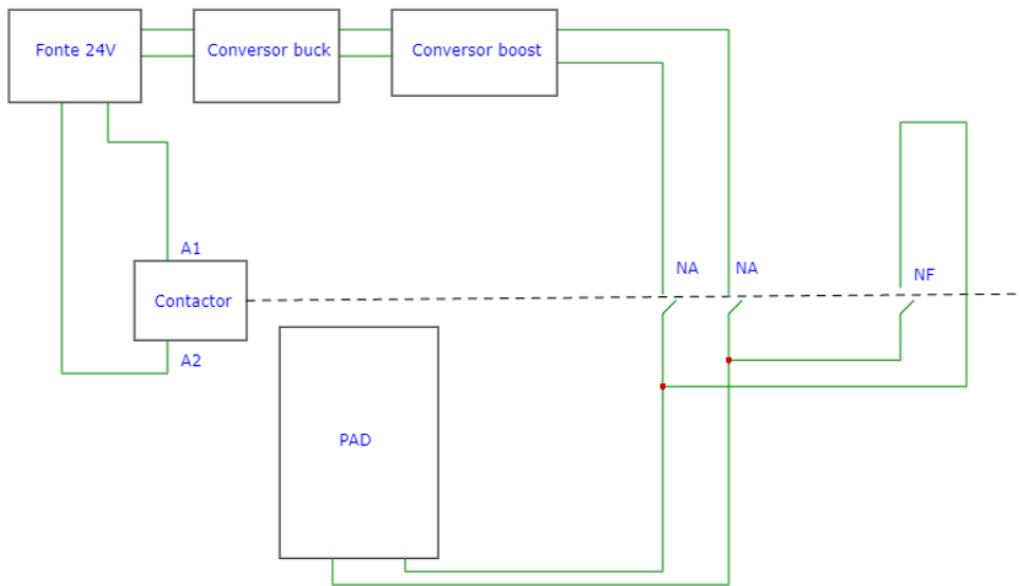 Fonte 24V
Conversor buck
Conversor boost
A1
NA
NA
NF
Contactor
A2
PAD